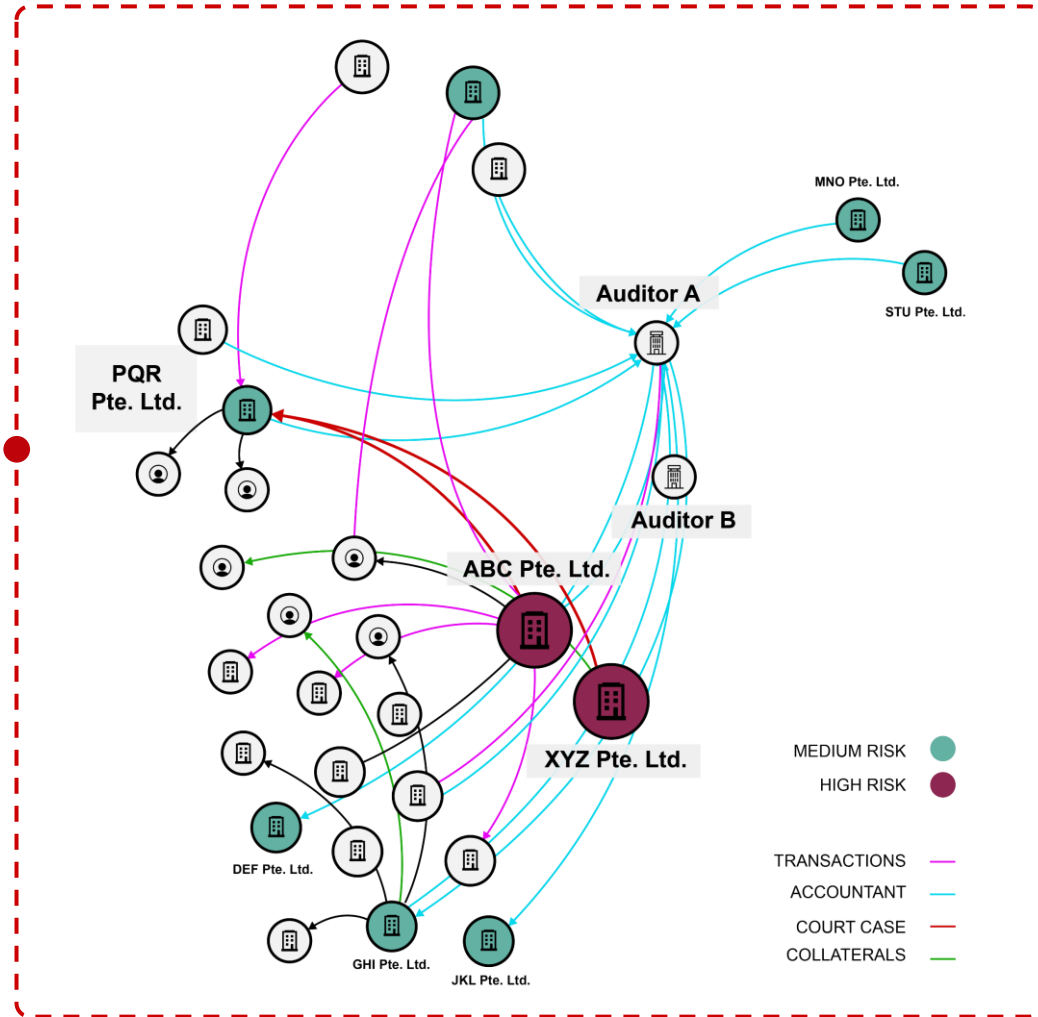 MNO Pte. Ltd.
Auditor A
STU Pte. Ltd.
PQR
Pte. Ltd.
Auditor B
ABC Pte. Ltd.
XYZ Pte. Ltd.
MEDIUM RISK
HIGH RISK
DEF Pte. Ltd.
TRANSACTIONS
ACCOUNTANT
COURT CASE
COLLATERALS
GHI Pte. Ltd.
JKL Pte. Ltd.